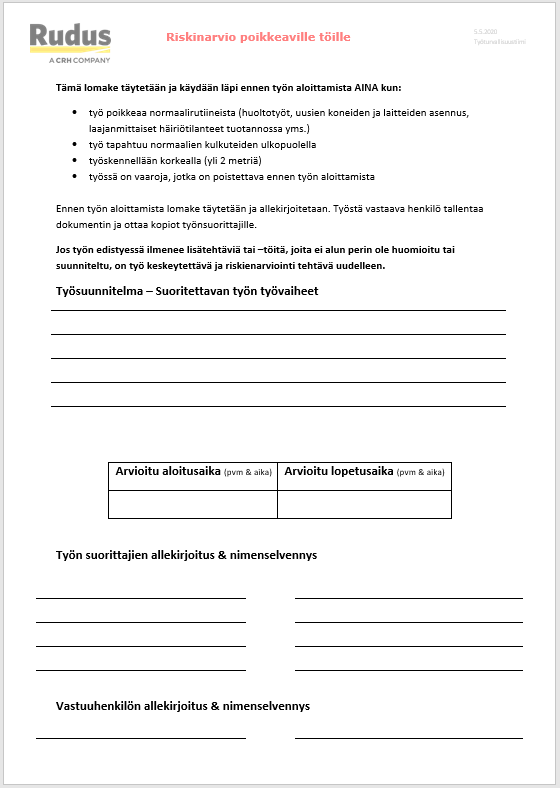 Rudus
A CRH COMPANY
Riskinarvio poikkeaville töille
5.5.2020
Työturvallisuustiimi
Tämä lomake täytetään ja käydään läpi ennen työn aloittamista AINA kun:
• työ poikkeaa normaalirutiineista (huoltotyöt, uusien koneiden ja laitteiden asennus,
laajanmittaiset häiriötilanteet tuotannossa yms.)
• työ tapahtuu normaalien kulkuteiden ulkopuolella
• työskennellään korkealla (yli 2 metriä)
• työssä on vaaroja, jotka on poistettava ennen työn aloittamista
Ennen työn aloittamista lomake täytetään ja allekirjoitetaan. Työstä vastaava henkilö tallentaa
dokumentin ja ottaa kopiot työnsuorittajille.
Jos työn edistyessä ilmenee lisätehtäviä tai –töitä, joita ei alun perin ole huomioitu tai
suunniteltu, on työ keskeytettävä ja riskienarviointi tehtävä uudelleen.
Työsuunnitelma – Suoritettavan työn työvaiheet
Arvioitu aloitusaika (pvm & aika) Arvioitu lopetusaika (pvm & aika)
Työn suorittajien allekirjoitus & nimenselvennys
Vastuuhenkilön allekirjoitus & nimenselvennys